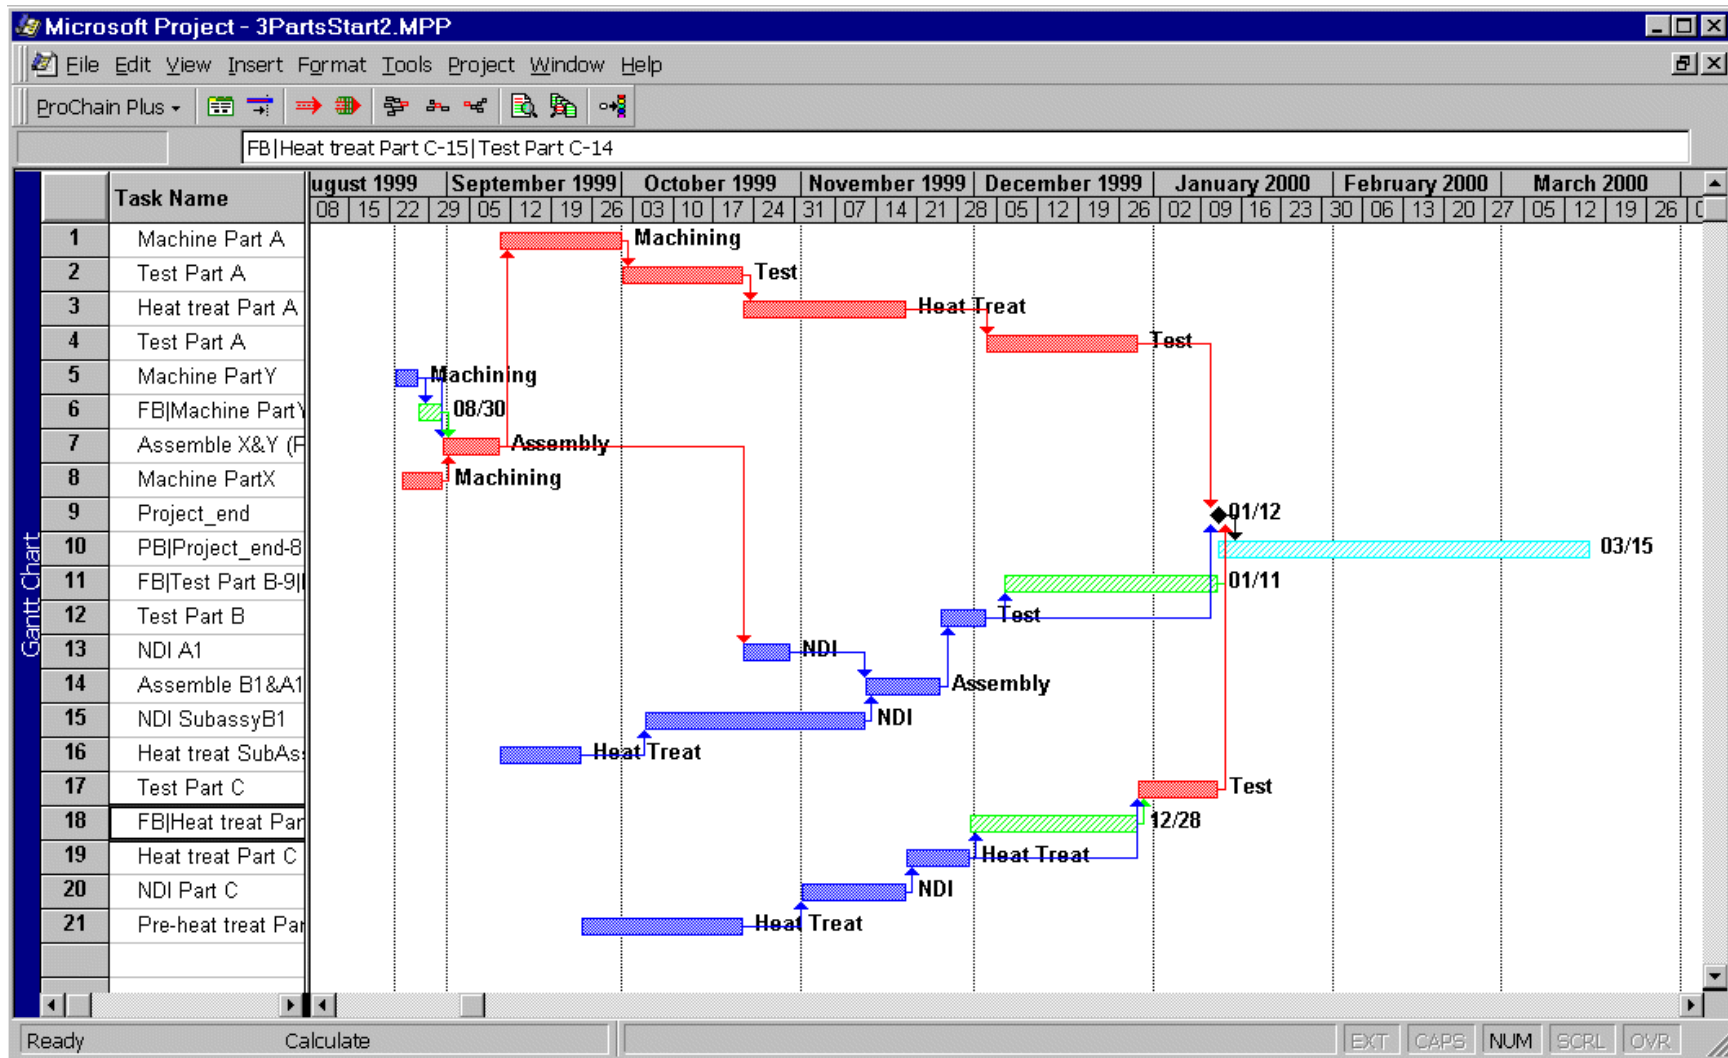 Microsoft Project - 3PartsStart2.MPP
File Edit View Insert Format Tools Project Window Help
ProChain Plus
FB|Heat treat Part C-15|Test Part C-14
Task Name
ugust 1999 September 1999 October 1999 November 1999 December 1999 January 2000 February 2000 March 2000
08 15 22 29 05 12 19 26 03 10 17 24 31 07 14 21 28 05 12 19 26 02 09 16 23 30 06 13 20 27 05 12 19 26
Gantt Chart
1 Machine Part A Machining
2 Test Part A Test
3 Heat treat Part A Heat Treat
4 Test Part A Test
5 Machine PartY Machining
6 FB|Machine PartY 08/30
7 Assemble X&Y (P Assembly
8 Machine PartX Machining
9 Project_end 01/12
10 PB|Project_end-8 03/15
11 FB|Test Part B-9| 01/11
12 Test Part B Test
13 NDI A1 NDI
14 Assemble B1&A1 Assembly
15 NDI SubassyB1 NDI
16 Heat treat SubAs Heat Treat
17 Test Part C Test
18 FB|Heat treat Par 12/28
19 Heat treat Part C Heat Treat
20 NDI Part C NDI
21 Pre-heat treat Par Heat Treat
Ready Calculate EXT CAPS NUM SCRL OVR